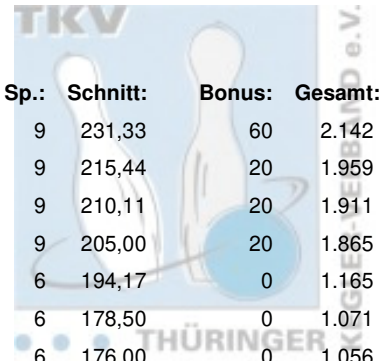 TKV
Sp.: Schnitt: Bonus: Gesamt:
9 231,33 60 2.142
9 215,44 20 1.959
9 210,11 20 1.911
9 205,00 20 1.865
6 194,17 0 1.165
6 178,50 0 1.071
THÜRINGER
6 176,00 0 1.056
KEGLER-VERBAND e.V.